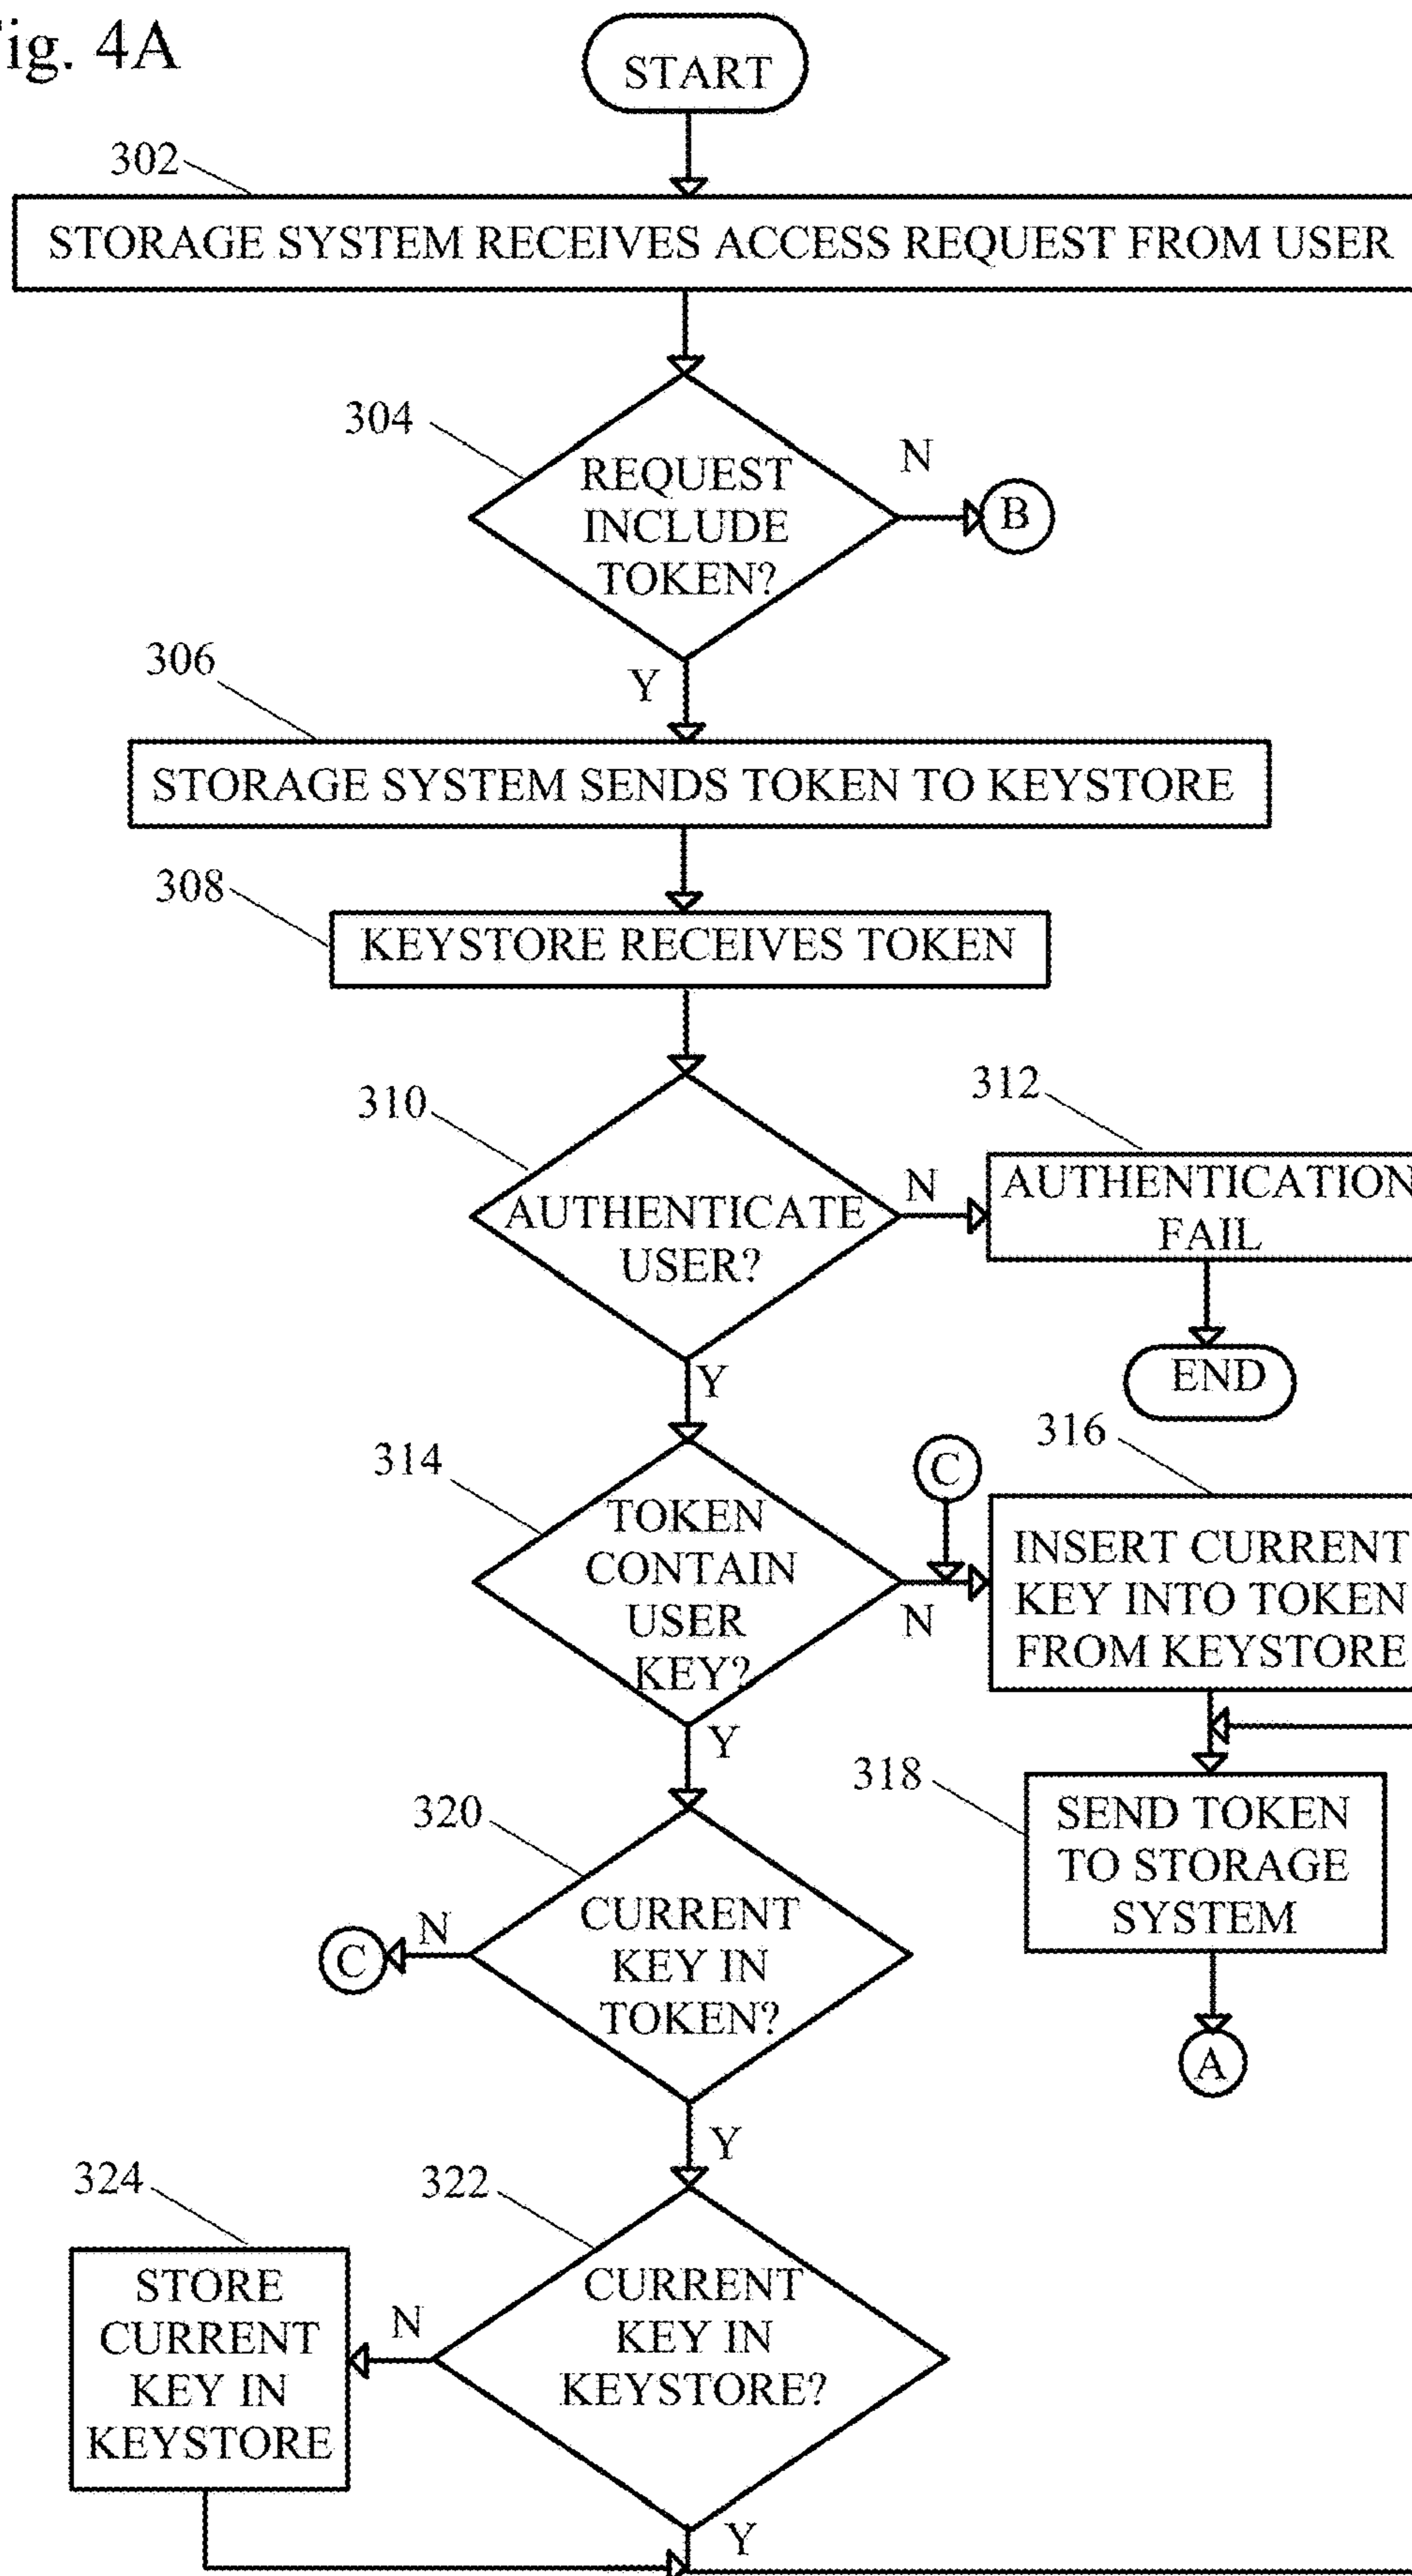 Fig. 4A
START
302
STORAGE SYSTEM RECEIVES ACCESS REQUEST FROM USER
304
REQUEST
INCLUDE
TOKEN?
N
B
Y
306
STORAGE SYSTEM SENDS TOKEN TO KEYSTORE
308
KEYSTORE RECEIVES TOKEN
310
AUTHENTICATE
USER?
N
312
AUTHENTICATION
FAIL
END
Y
314
TOKEN
CONTAIN
USER
KEY?
N
C
316
INSERT CURRENT
KEY INTO TOKEN
FROM KEYSTORE
Y
318
SEND TOKEN
TO STORAGE
SYSTEM
A
320
CURRENT
KEY IN
TOKEN?
N
C
Y
322
CURRENT
KEY IN
KEYSTORE?
N
324
STORE
CURRENT
KEY IN
KEYSTORE
Y